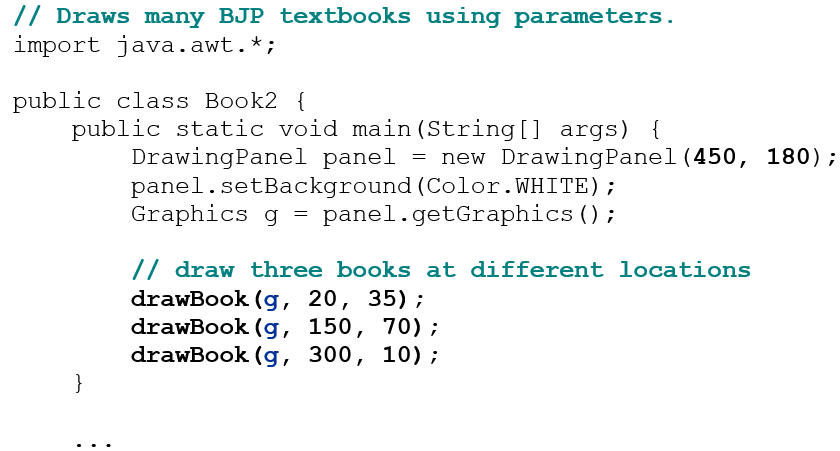 // Draws many BJP textbooks using parameters.
import java.awt.*;
public class Book2 {
    public static void main(String[] args) {
        DrawingPanel panel = new DrawingPanel(450, 180);
        panel.setBackground(Color.WHITE);
        Graphics g = panel.getGraphics();
        // draw three books at different locations
        drawBook(g, 20, 35);
        drawBook(g, 150, 70);
        drawBook(g, 300, 10);
    }
    ...